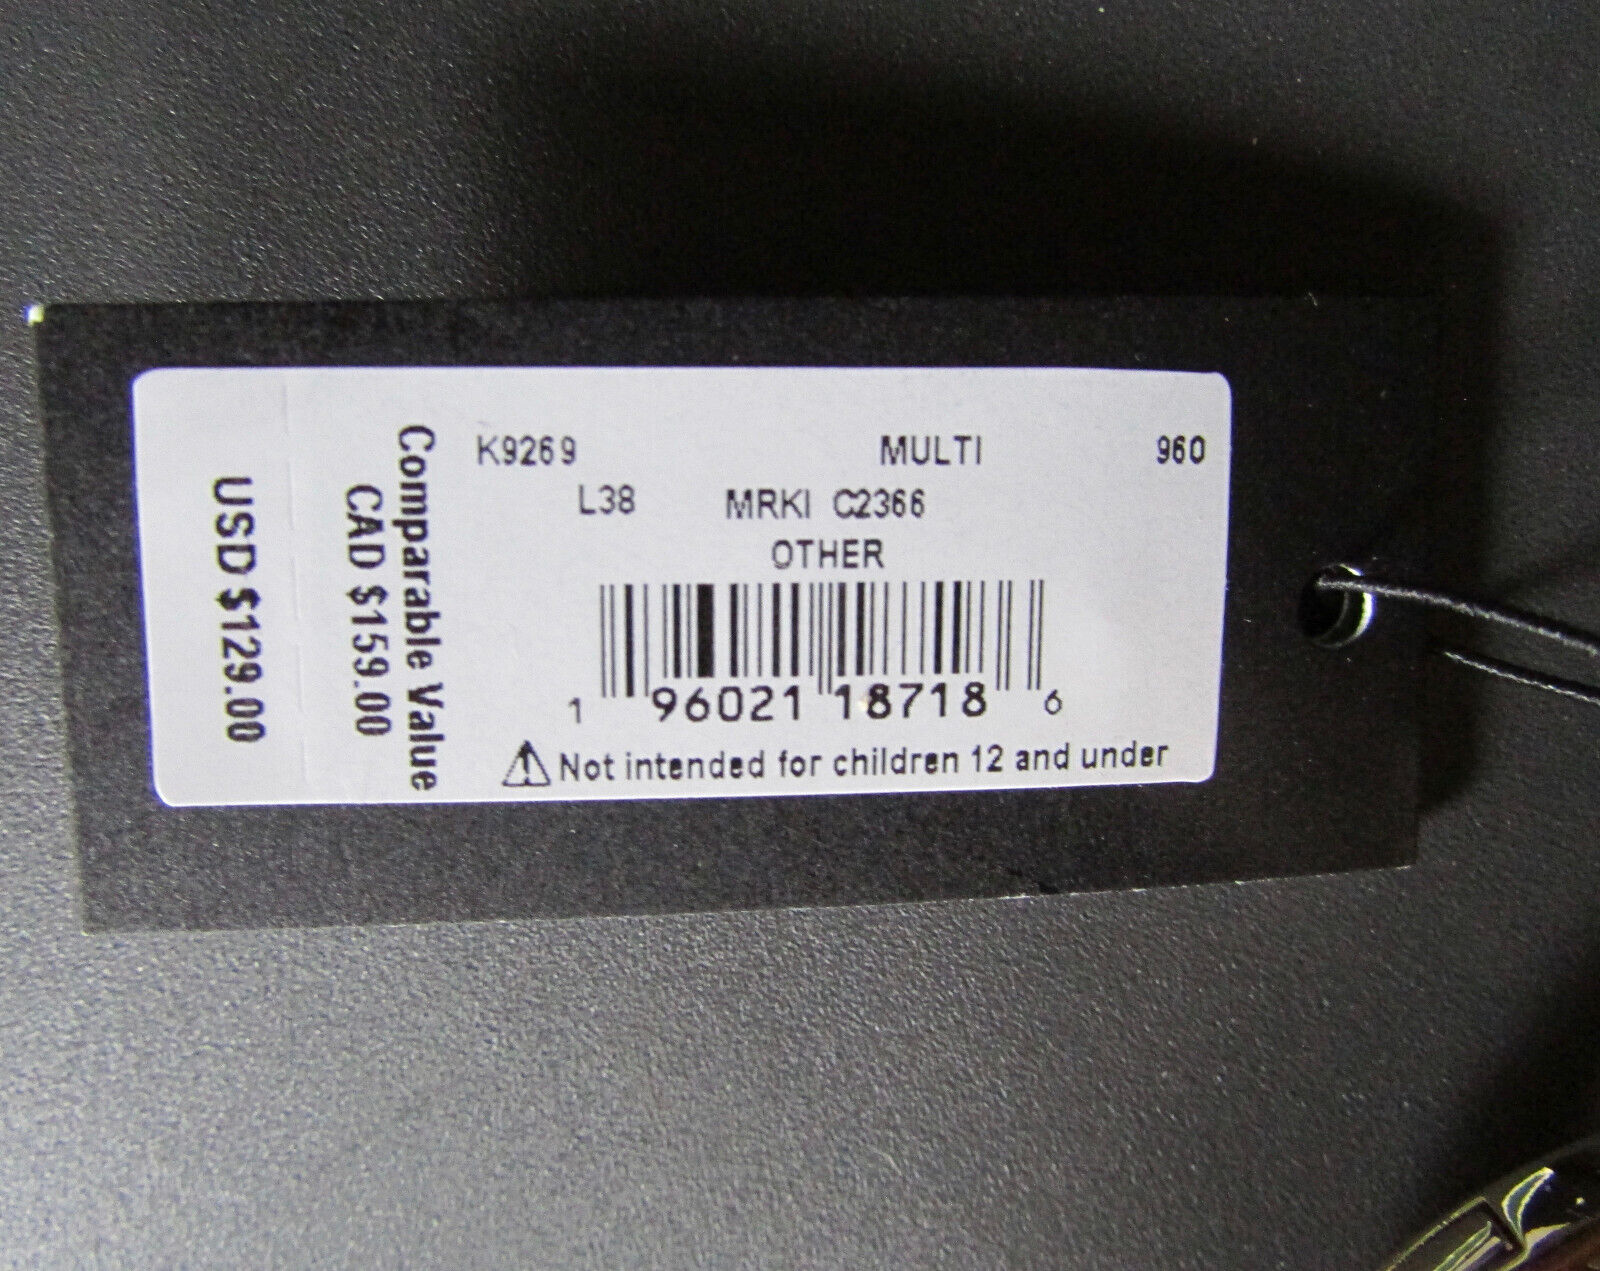 K9269 MULTI 960
L38 MRKI C2366
OTHER
1 96021 18718 6
Not intended for children 12 and under
Comparable Value
CAD $159.00
USD $129.00